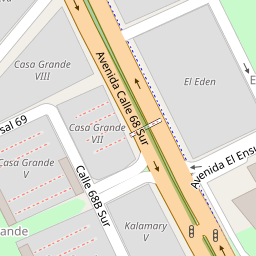 Casa Grande
VIII
Avenida Calle 68 Sur
El Eden
sal 69
Casa Grande
VII
Casa Grande
V
Calle 68B Sur
Avenida El Ensu
Kalamary
V
ande